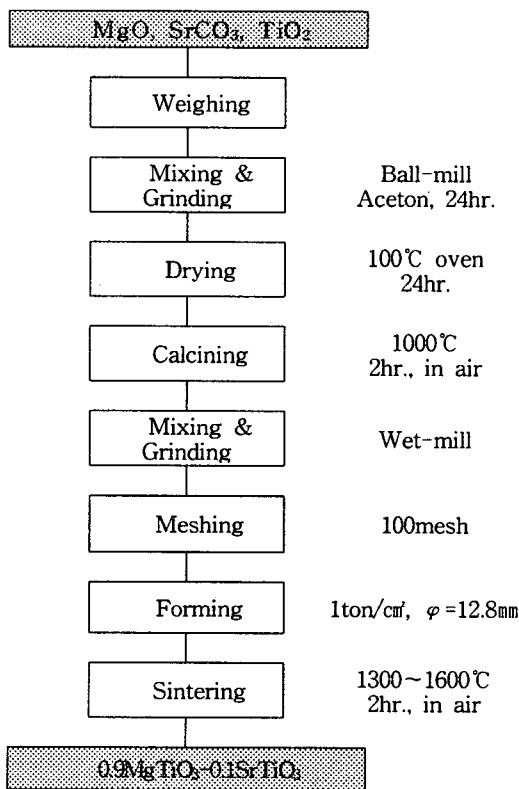 MgO, SrCO₃, TiO₂
Weighing
Mixing &
Grinding
Ball-mill
Aceton, 24hr.
Drying
100℃ oven
24hr.
Calcining
1000℃
2hr., in air
Mixing &
Grinding
Wet-mill
Meshing
100mesh
Forming
1ton/㎠, φ=12.8㎜
Sintering
1300~1600℃
2hr., in air
0.9MgTiO₃-0.1SrTiO₃